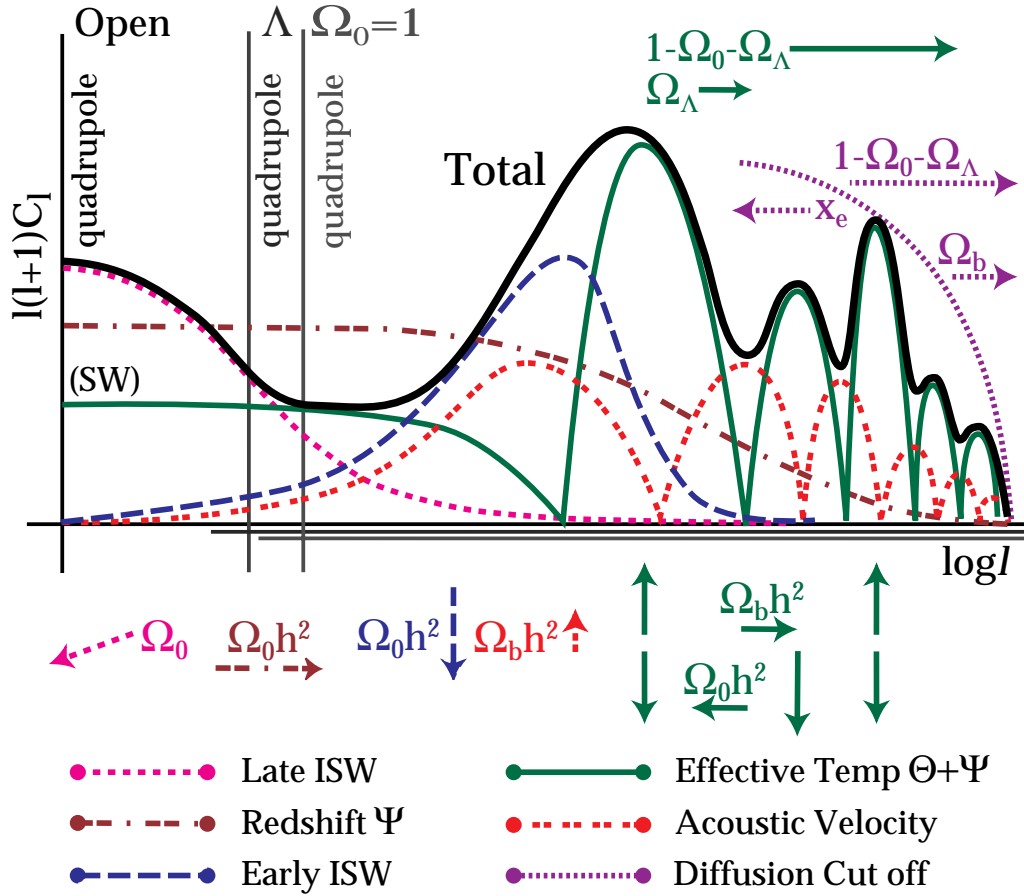 Open Λ Ω₀=1
quadrupole
quadrupole
quadrupole
l(l+1)Cl
1-Ω₀-ΩΛ
ΩΛ
Total
1-Ω₀-ΩΛ
xe
Ωb
(SW)
logl
Ω₀ Ω₀h² Ω₀h² Ωbh² Ωbh²
Ω₀h²
Late ISW
Redshift Ψ
Early ISW
Effective Temp Θ+Ψ
Acoustic Velocity
Diffusion Cut off